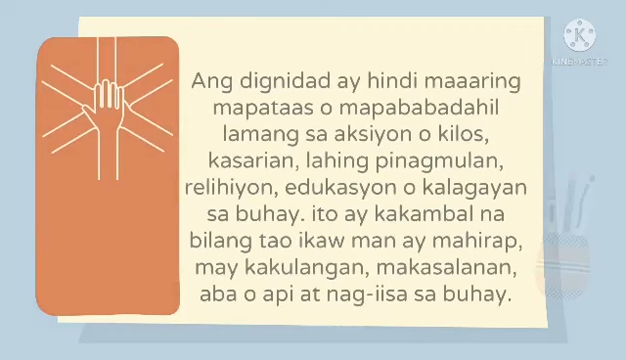 KINEMASTER
Ang dignidad ay hindi maaaring
mapataas o mapababadahil
lamang sa aksiyon o kilos,
kasarian, lahing pinagmulan,
relihiyon, edukasyon o kalagayan
sa buhay. ito ay kakambal na
bilang tao ikaw man ay mahirap,
may kakulangan, makasalanan,
aba o api at nag-iisa sa buhay.